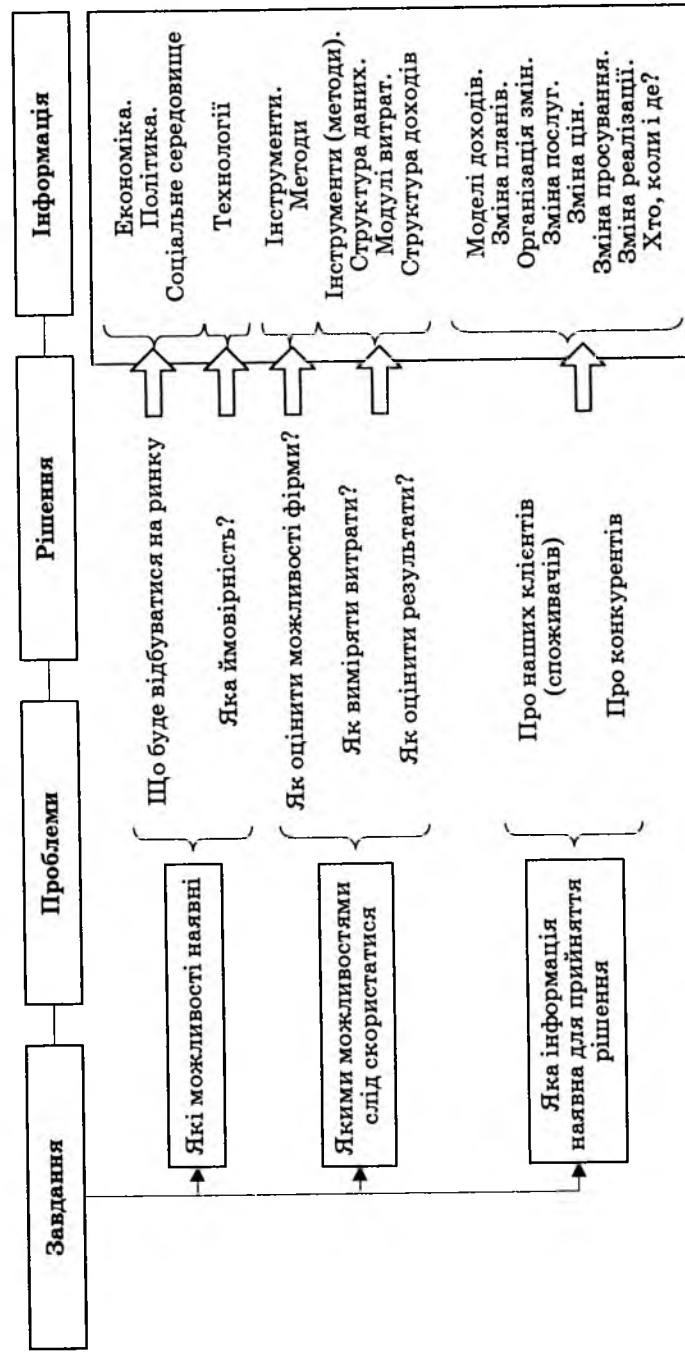 Завдання
Проблеми
Рішення
Інформація
Які можливості наявні
Що буде відбуватися на ринку
Яка ймовірність?
Економіка.
Політика.
Соціальне середовище
Технології
Якими можливостями
слід скористатися
Як оцінити можливості фірми?
Як виміряти витрати?
Як оцінити результати?
Інструменти.
Методи
Інструменти (методи).
Структура даних.
Модулі витрат.
Структура доходів
Яка інформація
наявна для прийняття
рішення
Про наших клієнтів
(споживачів)
Про конкурентів
Моделі доходів.
Зміна планів.
Організація змін.
Зміна послуг.
Зміна цін.
Зміна просування.
Зміна реалізації.
Хто, коли і де?